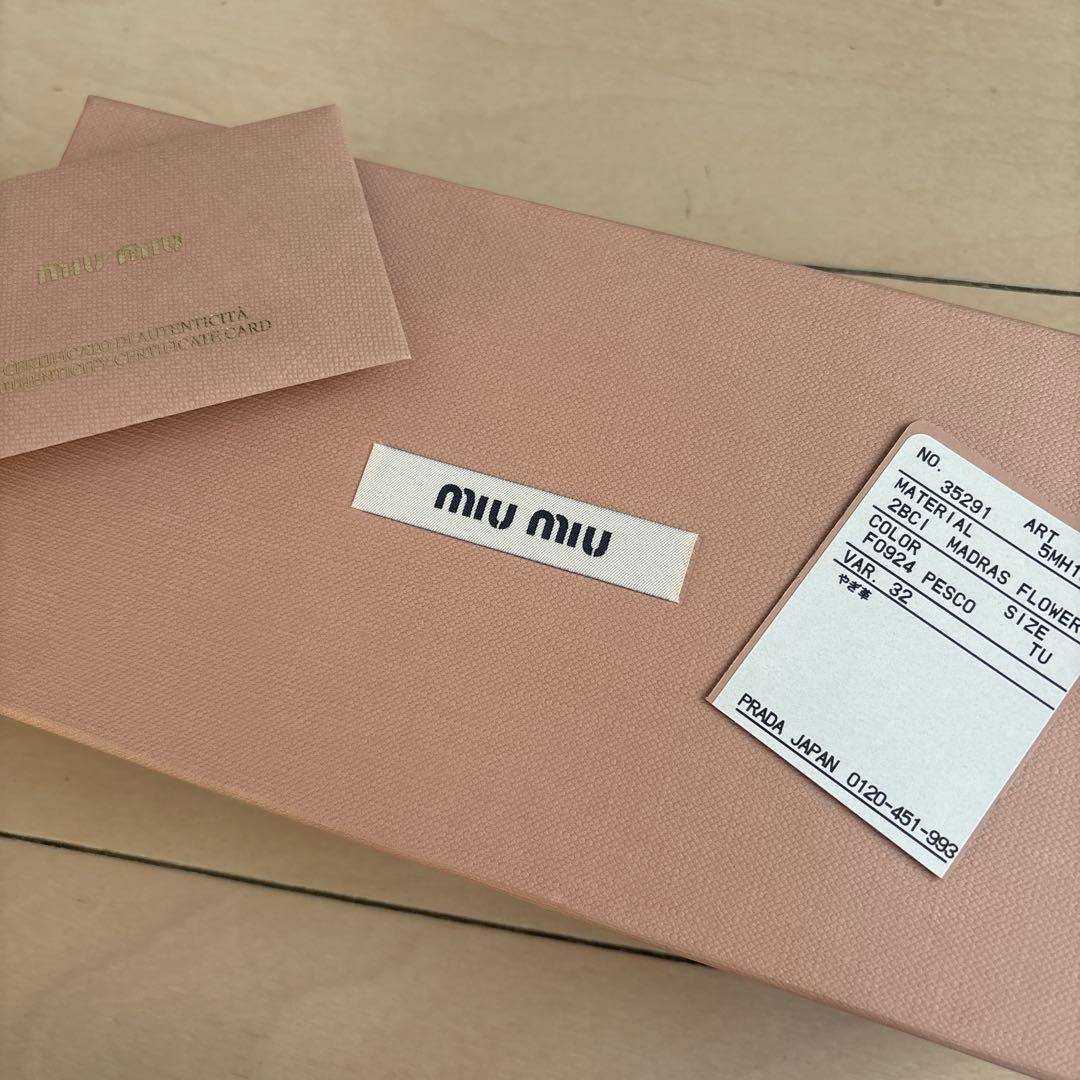 miu miu
CERTIFICATO DI AUTENTICITÀ
AUTHENTICITY CERTIFICATE CARD
miu miu
NO. ART
35291 5MH1
MATERIAL
2BC1 MADRAS FLOWER
COLOR SIZE
F0924 PESCO TU
VAR. 32
やぎ革
PRADA JAPAN 0120-451-993